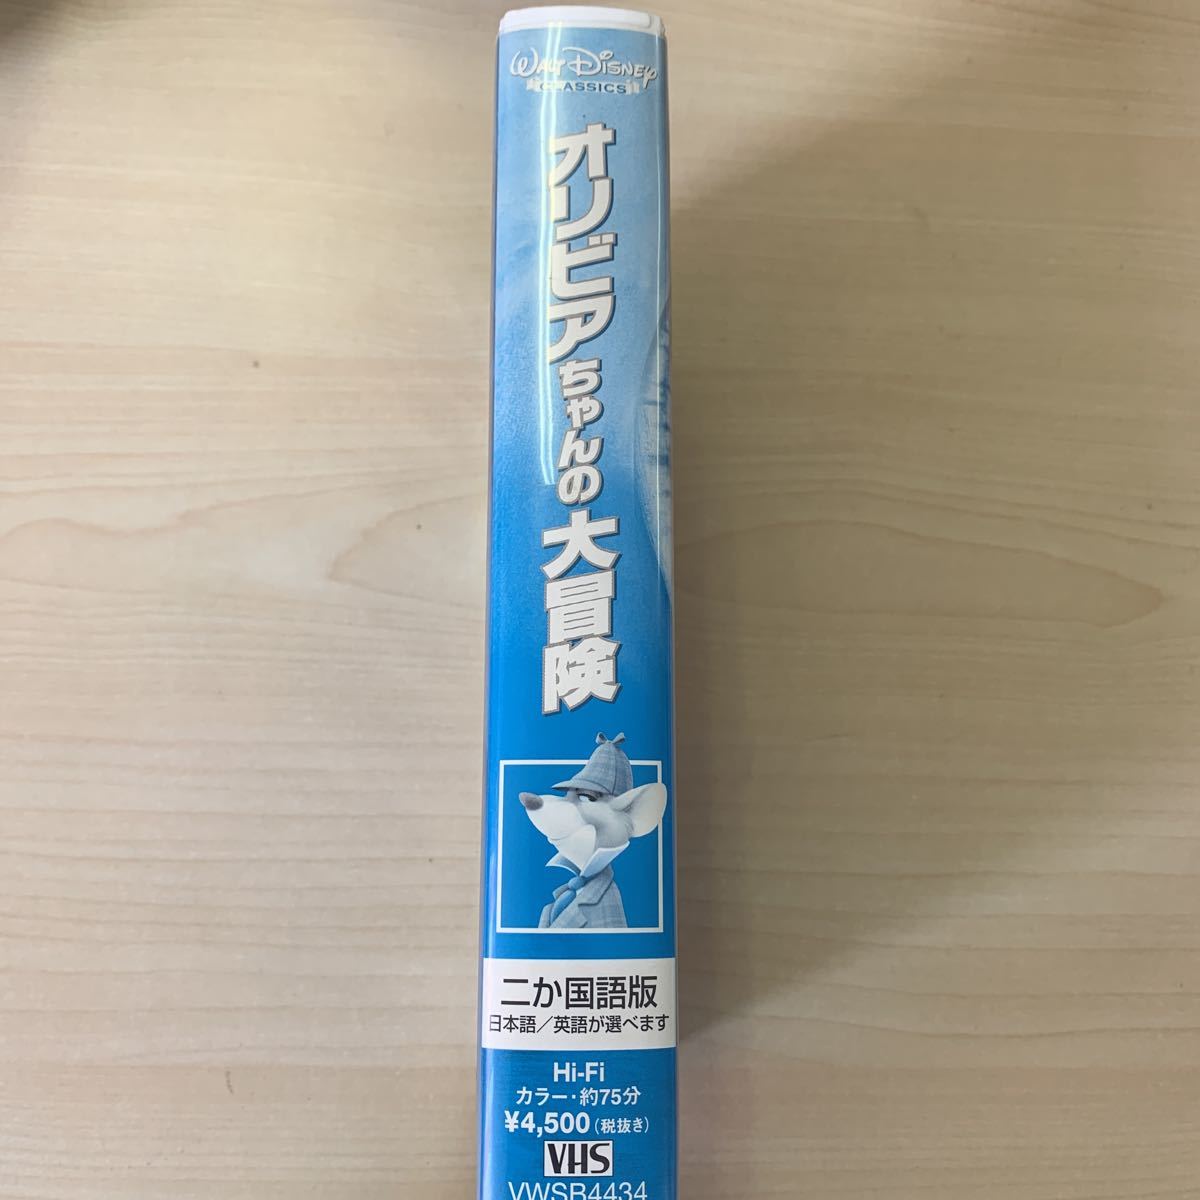 WALT DISNEY
CLASSICS
オリビアちゃんの大冒険
二か国語版
日本語／英語が選べます
Hi-Fi
カラー・約75分
¥4,500（税抜き）
VHS
VWSB4434